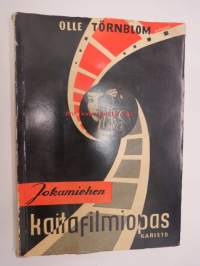 OLLE TÖRNBLOM
Jokamiehen
kaitafilmiopas
KARISTO